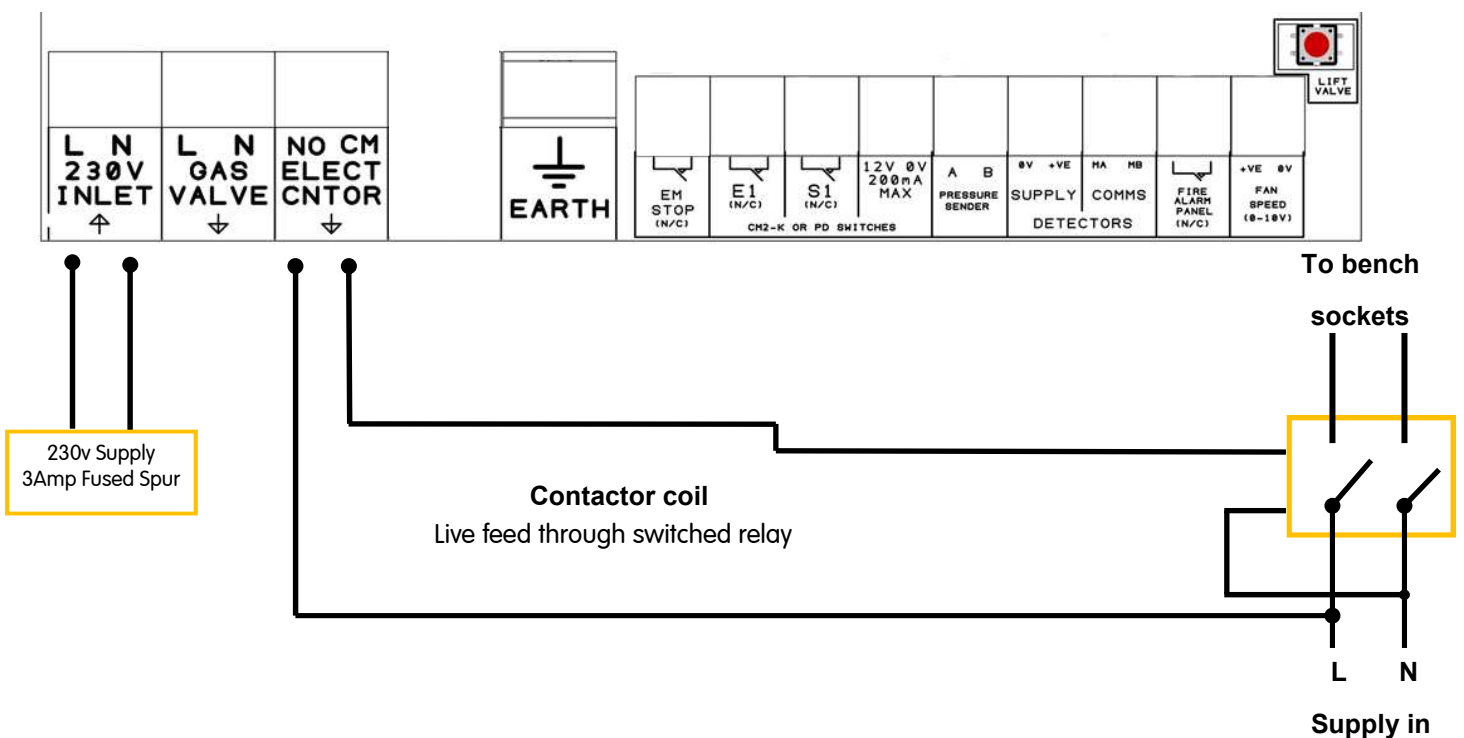 LIFT
VALVE
L N
230V
INLET
L N
GAS
VALVE
NO CM
ELECT
CNTOR
EARTH
EM
STOP
(N/C)
E1
(N/C)
S1
(N/C)
CM2-K OR PD SWITCHES
12V 0V
200mA
MAX
A B
PRESSURE
SENDER
0V +VE
SUPPLY
MA MB
COMMS
DETECTORS
FIRE
ALARM
PANEL
(N/C)
+VE 0V
FAN
SPEED
(0-10V)
To bench
sockets
230v Supply
3Amp Fused Spur
Contactor coil
Live feed through switched relay
L N
Supply in